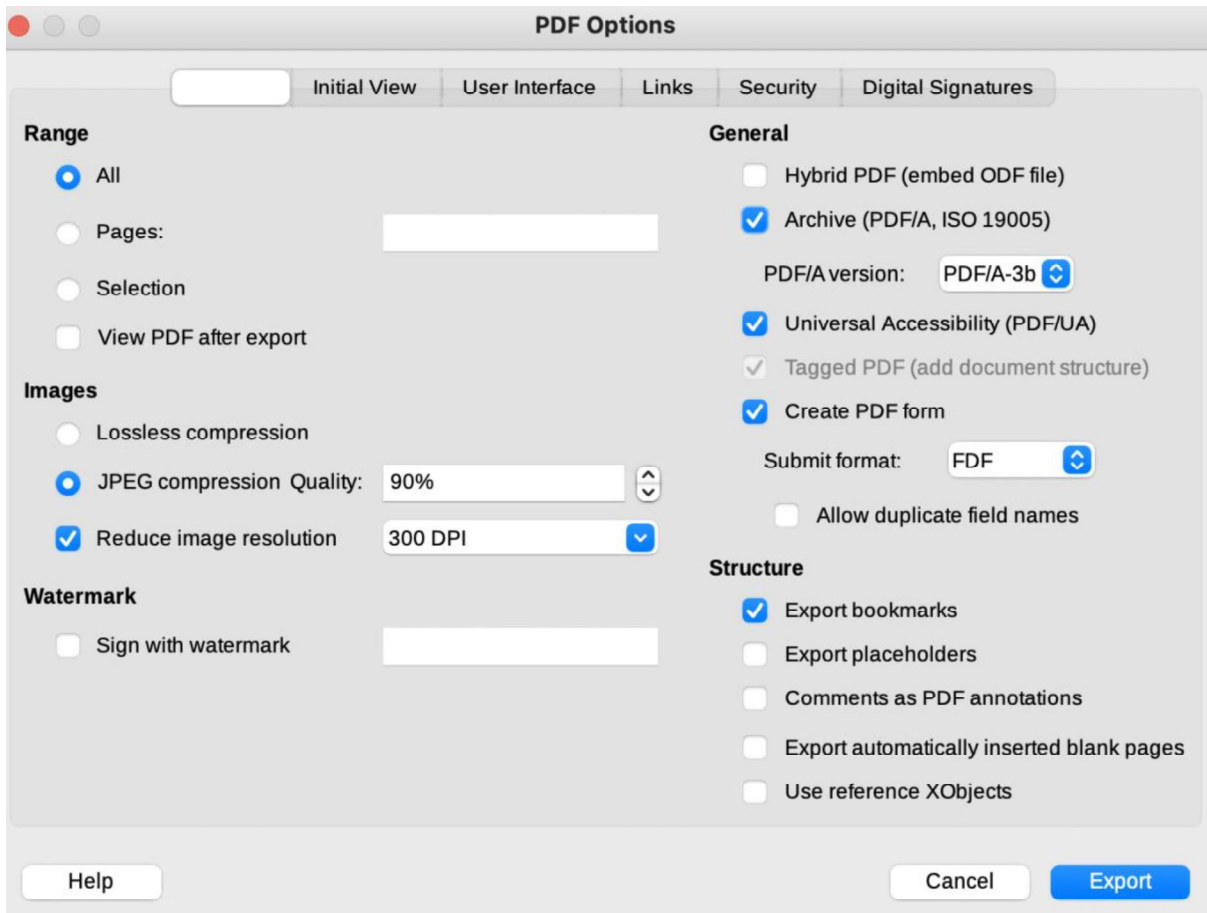 PDF Options
Initial View User Interface Links Security Digital Signatures
Range
All
Pages:
Selection
View PDF after export
Images
Lossless compression
JPEG compression Quality: 90%
Reduce image resolution 300 DPI
Watermark
Sign with watermark
General
Hybrid PDF (embed ODF file)
Archive (PDF/A, ISO 19005)
PDF/A version: PDF/A-3b
Universal Accessibility (PDF/UA)
Tagged PDF (add document structure)
Create PDF form
Submit format: FDF
Allow duplicate field names
Structure
Export bookmarks
Export placeholders
Comments as PDF annotations
Export automatically inserted blank pages
Use reference XObjects
Help Cancel Export